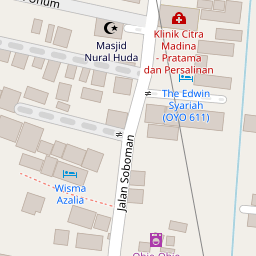 Masjid
Nural Huda
Klinik Citra
Madina
- Pratama
dan Persalinan
The Edwin
Syariah
(OYO 611)
Wisma
Azalia
Jalan Soboman